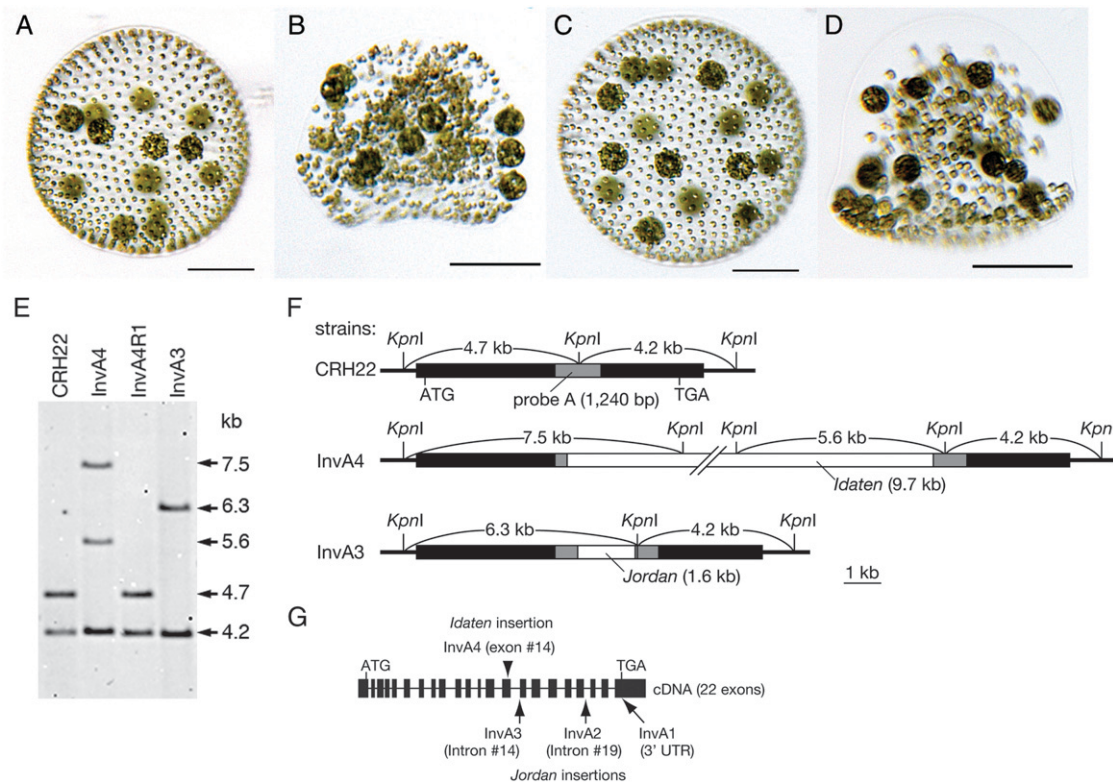 A
B
C
D
E
CRH22
InvA4
InvA4R1
InvA3
kb
7.5
6.3
5.6
4.7
4.2
F
strains:
KpnI KpnI KpnI
4.7 kb 4.2 kb
CRH22
ATG TGA
probe A (1,240 bp)
KpnI KpnI KpnI KpnI KpnI
7.5 kb 5.6 kb 4.2 kb
InvA4
Idaten (9.7 kb)
KpnI KpnI KpnI
6.3 kb 4.2 kb
InvA3
Jordan (1.6 kb)
1 kb
G
Idaten insertion
InvA4 (exon #14)
ATG TGA
cDNA (22 exons)
InvA3 InvA2 InvA1
(Intron #14) (Intron #19) (3' UTR)
Jordan insertions